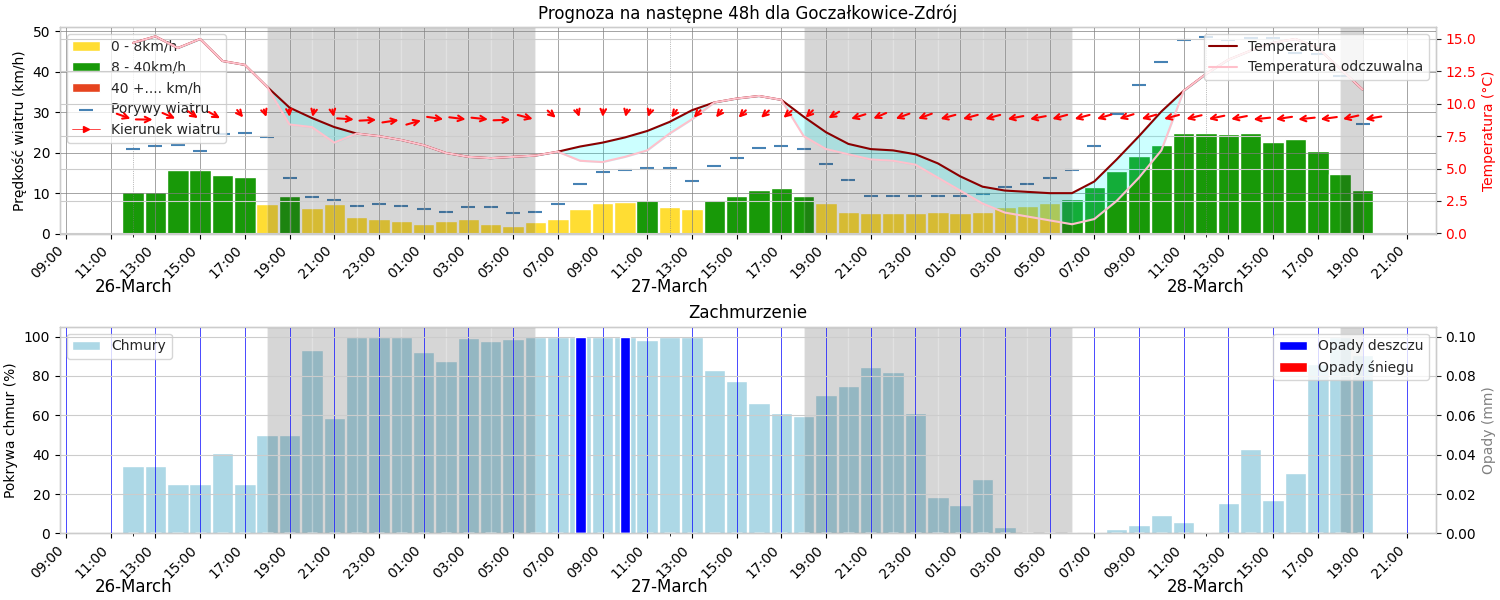 Prognoza na następne 48h dla Goczałkowice-Zdrój
Prędkość wiatru (km/h)
50
40
30
20
10
0
0 - 8km/h
8 - 40km/h
40 +.... km/h
Porywy wiatru
Kierunek wiatru
Temperatura
Temperatura odczuwalna
15.0
12.5
10.0
7.5
5.0
2.5
0.0
Temperatura (°C)
09:00 11:00 13:00 15:00 17:00 19:00 21:00 23:00 01:00 03:00 05:00 07:00 09:00 11:00 13:00 15:00 17:00 19:00 21:00 23:00 01:00 03:00 05:00 07:00 09:00 11:00 13:00 15:00 17:00 19:00 21:00
26-March 27-March 28-March
Zachmurzenie
Pokrywa chmur (%)
100
80
60
40
20
0
Chmury
Opady deszczu
Opady śniegu
0.10
0.08
0.06
0.04
0.02
0.00
Opady (mm)
09:00 11:00 13:00 15:00 17:00 19:00 21:00 23:00 01:00 03:00 05:00 07:00 09:00 11:00 13:00 15:00 17:00 19:00 21:00 23:00 01:00 03:00 05:00 07:00 09:00 11:00 13:00 15:00 17:00 19:00 21:00
26-March 27-March 28-March